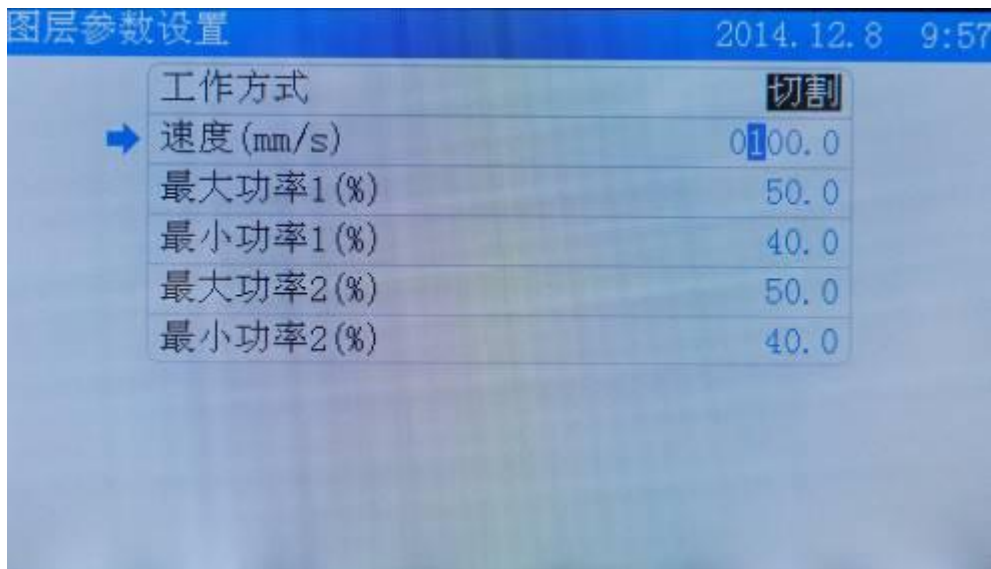 图层参数设置 2014.12.8 9:57
工作方式 切割
速度(mm/s) 0100.0
最大功率1(%) 50.0
最小功率1(%) 40.0
最大功率2(%) 50.0
最小功率2(%) 40.0